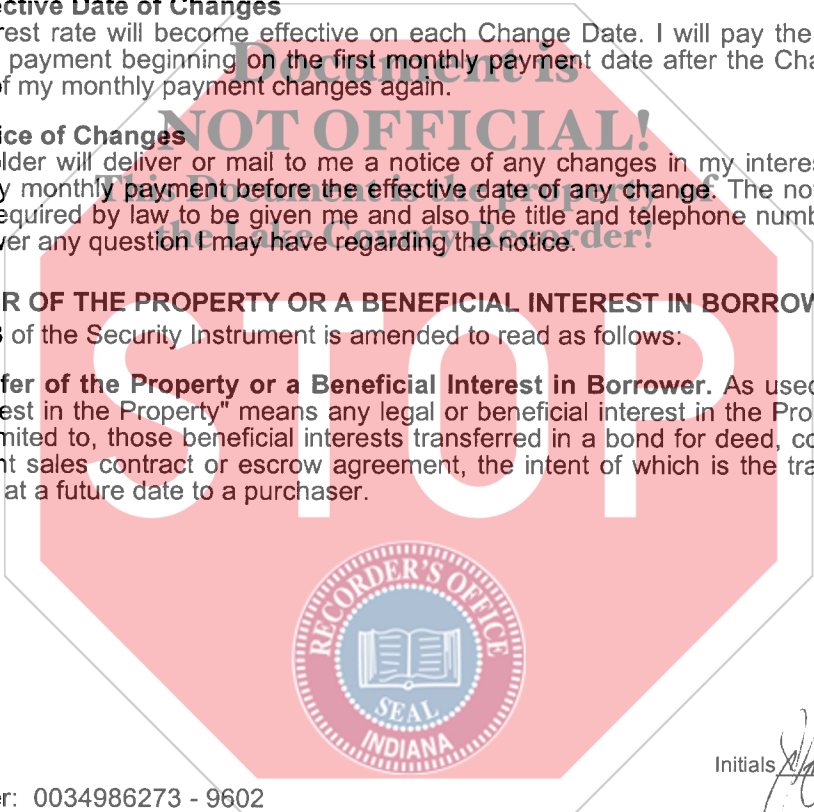 ective Date of Changes
rest rate will become effective on each Change Date. I will pay the
payment beginning on the first monthly payment date after the Cha
of my monthly payment changes again.
ice of Changes
lder will deliver or mail to me a notice of any changes in my interes
y monthly payment before the effective date of any change. The not
equired by law to be given me and also the title and telephone numb
ver any question I may have regarding the notice.
R OF THE PROPERTY OR A BENEFICIAL INTEREST IN BORROW
of the Security Instrument is amended to read as follows:
fer of the Property or a Beneficial Interest in Borrower. As used
est in the Property" means any legal or beneficial interest in the Pro
mited to, those beneficial interests transferred in a bond for deed, co
nt sales contract or escrow agreement, the intent of which is the tra
at a future date to a purchaser.
Document is
NOT OFFICIAL!
This Document is the property of
the Lake County Recorder!
STOP
RECORDER'S OFFICE
SEAL
INDIANA
Initials
r: 0034986273 - 9602